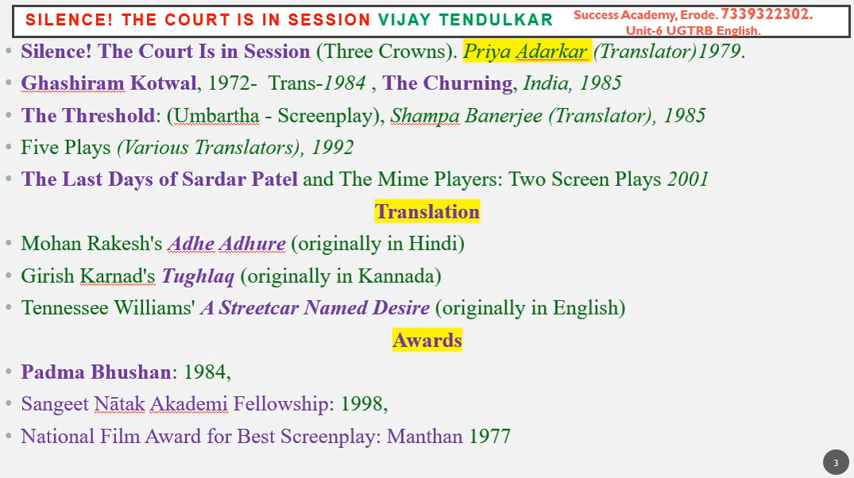 SILENCE! THE COURT IS IN SESSION VIJAY TENDULKAR
Success Academy, Erode. 7339322302.
Unit-6 UGTRB English.
• Silence! The Court Is in Session (Three Crowns). Priya Adarkar (Translator)1979.
• Ghashiram Kotwal, 1972- Trans-1984 , The Churning, India, 1985
• The Threshold: (Umbartha - Screenplay), Shampa Banerjee (Translator), 1985
• Five Plays (Various Translators), 1992
• The Last Days of Sardar Patel and The Mime Players: Two Screen Plays 2001
Translation
• Mohan Rakesh's Adhe Adhure (originally in Hindi)
• Girish Karnad's Tughlaq (originally in Kannada)
• Tennessee Williams' A Streetcar Named Desire (originally in English)
Awards
• Padma Bhushan: 1984,
• Sangeet Nātak Akademi Fellowship: 1998,
• National Film Award for Best Screenplay: Manthan 1977
3